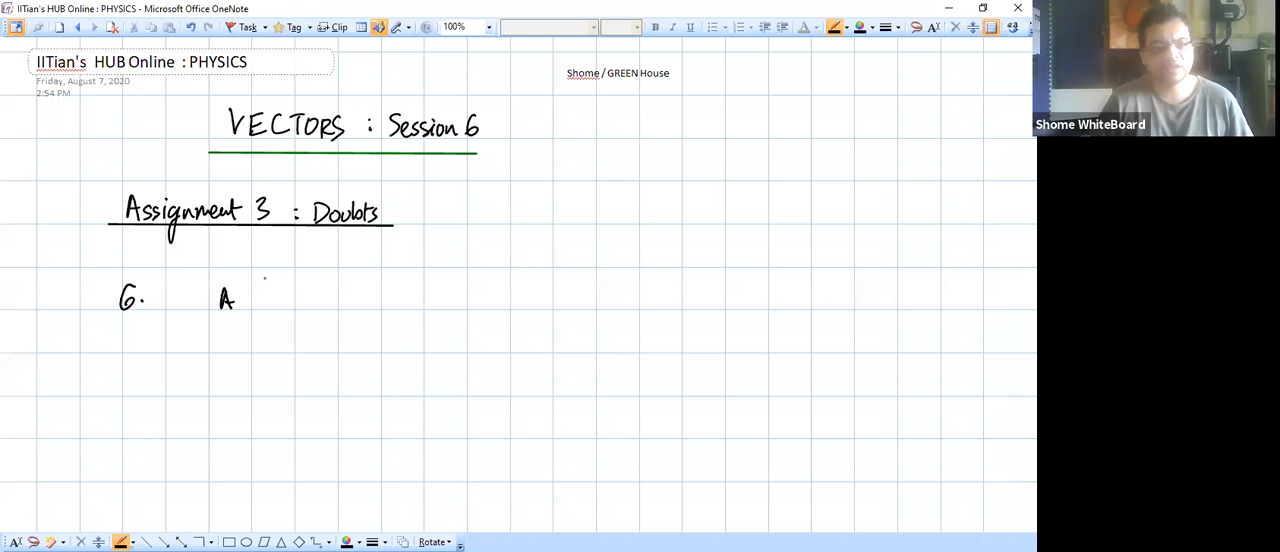 IITian's HUB Online : PHYSICS - Microsoft Office OneNote
Task Tag Clip 100%
IITian's HUB Online : PHYSICS
Friday, August 7, 2020
2:54 PM
Shome / GREEN House
VECTORS : Session 6
Assignment 3 : Doubts
6. A
Shome WhiteBoard
Rotate